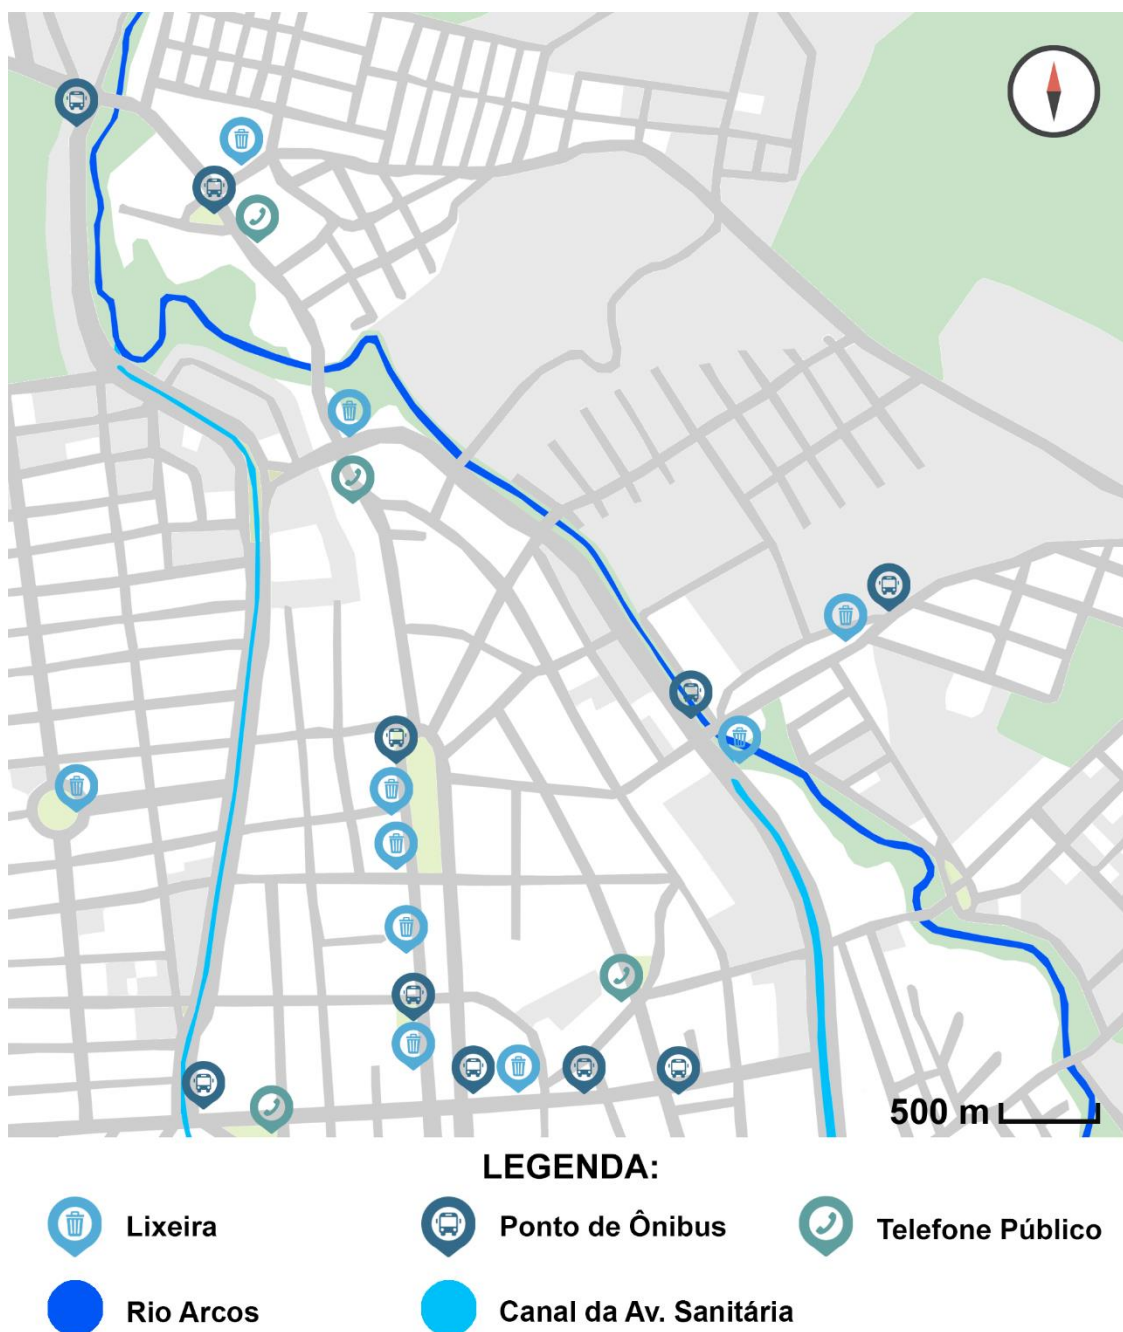 500 m
LEGENDA:
Lixeira
Ponto de Ônibus
Telefone Público
Rio Arcos
Canal da Av. Sanitária